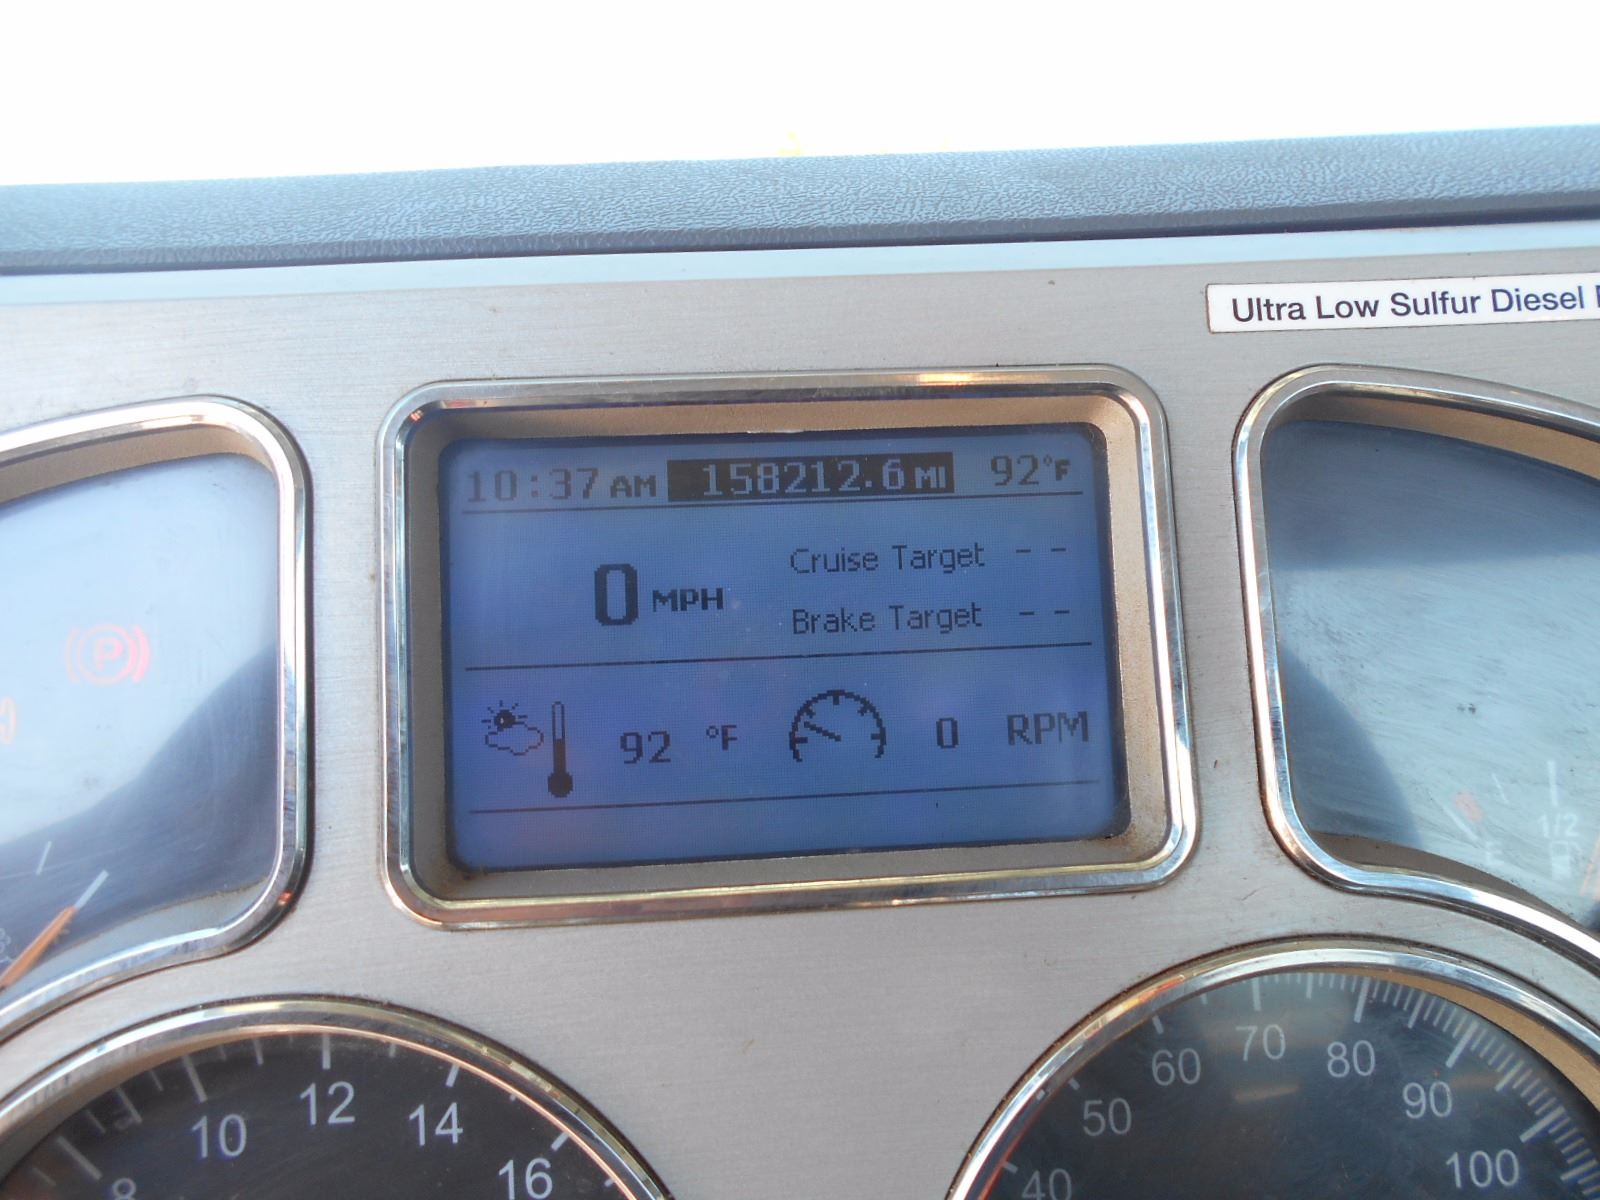 Ultra Low Sulfur Diesel
10:37 AM 158212.6 MI 92°F
0 MPH
Cruise Target - -
Brake Target - -
92 °F 0 RPM
P
1/2
E
8 10 12 14 16
40 50 60 70 80 90 100